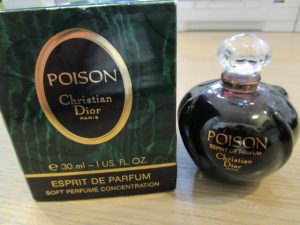 POISON
Christian
Dior
PARIS
e 30 ml - 1 US. FL. OZ.
ESPRIT DE PARFUM
SOFT PERFUME CONCENTRATION
POISON
ESPRIT DE PARFUM
Christian
Dior